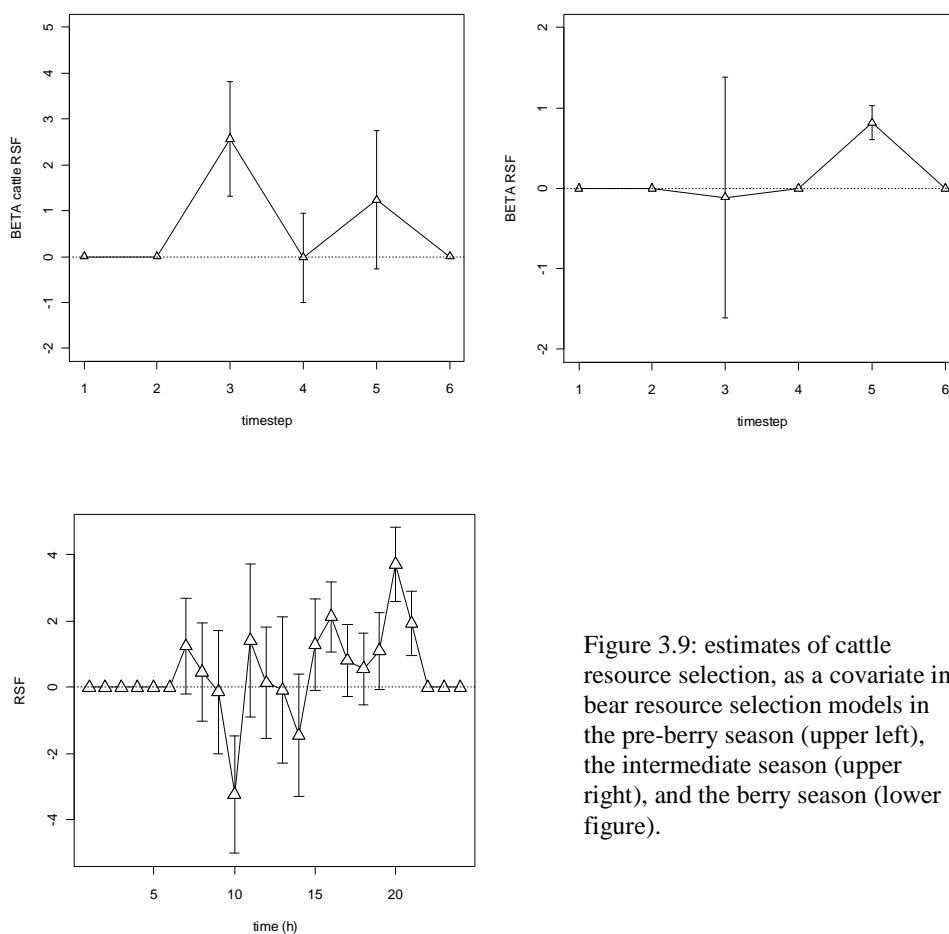 BETA cattle RSF
5
4
3
2
1
0
-1
-2
1 2 3 4 5 6
timestep
BETA RSF
2
1
0
-1
-2
1 2 3 4 5 6
timestep
RSF
4
2
0
-2
-4
5 10 15 20
time (h)
Figure 3.9: estimates of cattle
resource selection, as a covariate in
bear resource selection models in
the pre-berry season (upper left),
the intermediate season (upper
right), and the berry season (lower
figure).